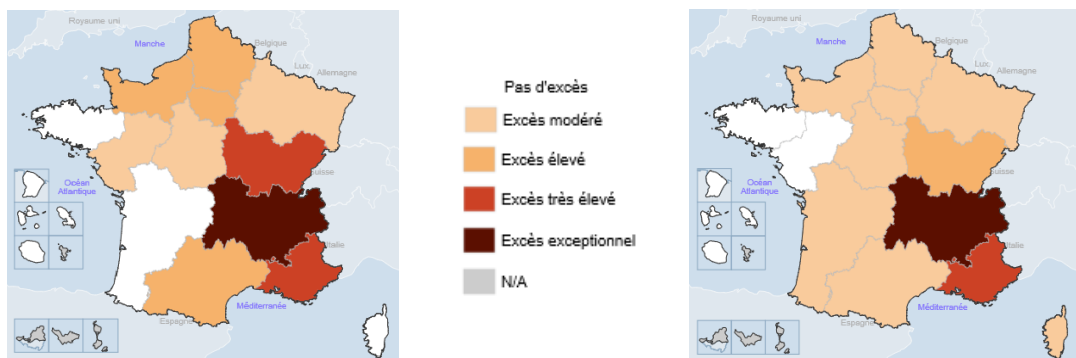 Royaume uni
Manche
Belgique
Lux.
Allemagne
Océan
Atlantique
Suisse
Italie
Méditerranée
Espagne
Pas d'excès
Excès modéré
Excès élevé
Excès très élevé
Excès exceptionnel
N/A
Royaume uni
Manche
Belgique
Lux.
Allemagne
Océan
Atlantique
Suisse
Italie
Méditerranée
Espagne